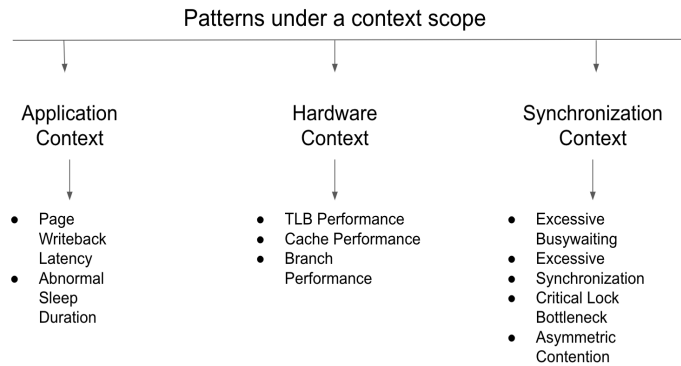 Patterns under a context scope
Application
Context
Hardware
Context
Synchronization
Context
● Page
Writeback
Latency
● Abnormal
Sleep
Duration
● TLB Performance
● Cache Performance
● Branch
Performance
● Excessive
Busywaiting
● Excessive
● Synchronization
● Critical Lock
Bottleneck
● Asymmetric
Contention